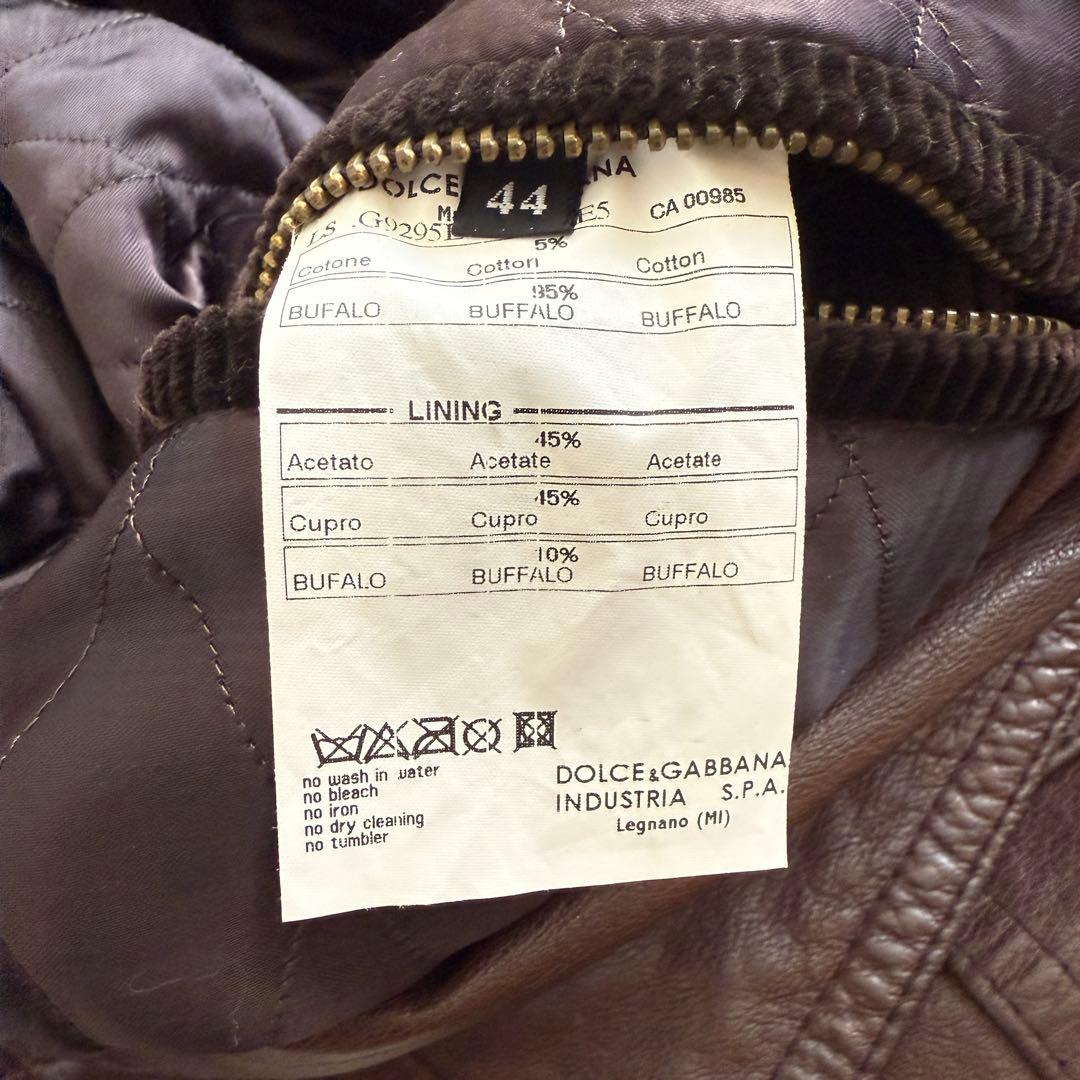 44
CA 00985
5%
Cotone Cotton Cotton
95%
BUFALO BUFFALO BUFFALO
LINING
45%
Acetato Acetate Acetate
45%
Cupro Cupro Cupro
10%
BUFALO BUFFALO BUFFALO
no wash in water
no bleach
no iron
no dry cleaning
no tumbler
DOLCE&GABBANA
INDUSTRIA S.P.A.
Legnano (MI)